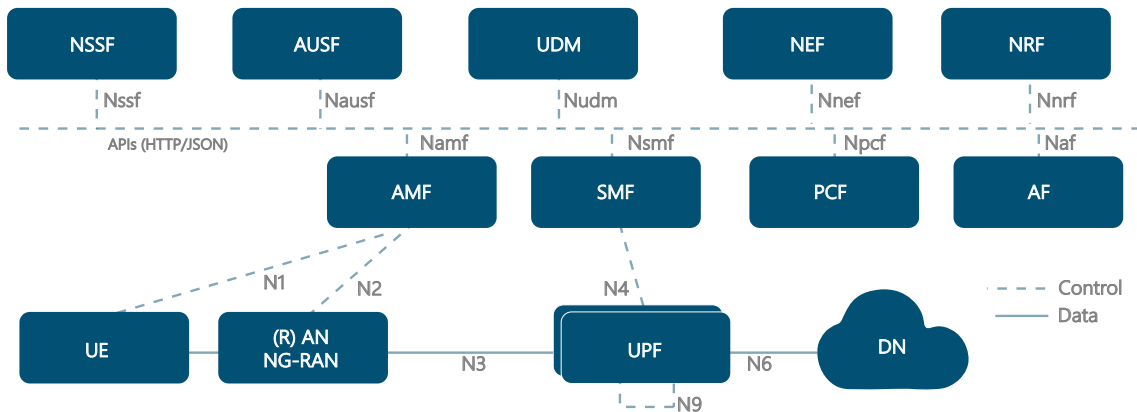 NSSF
AUSF
UDM
NEF
NRF
Nssf
Nausf
Nudm
Nnef
Nnrf
APIs (HTTP/JSON)
Namf
Nsmf
Npcf
Naf
AMF
SMF
PCF
AF
N1
N2
N4
Control
Data
UE
(R) AN
NG-RAN
N3
UPF
N6
DN
N9